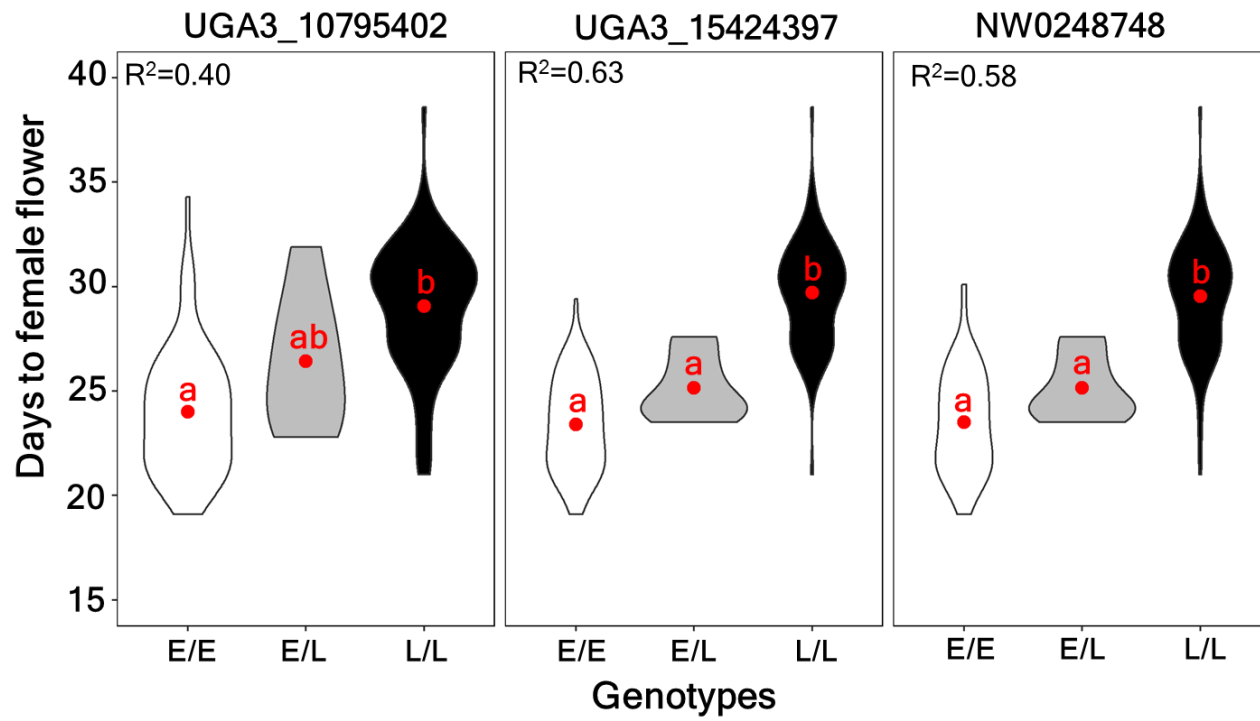 UGA3_10795402 UGA3_15424397 NW0248748
R²=0.40 R²=0.63 R²=0.58
Days to female flower
40
35
30
25
20
15
a ab b
a a b
a a b
E/E E/L L/L E/E E/L L/L E/E E/L L/L
Genotypes